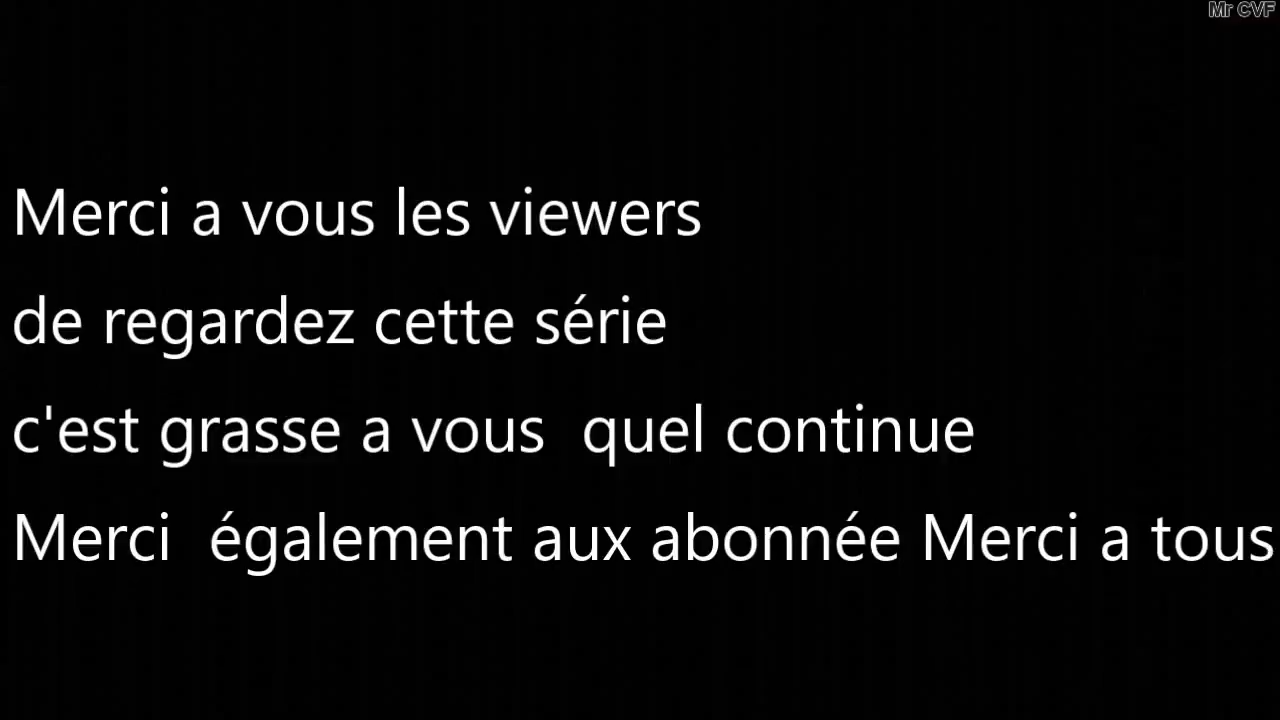 Mr CVF
Merci a vous les viewers
de regardez cette série
c'est grasse a vous  quel continue
Merci  également aux abonnée Merci a tous